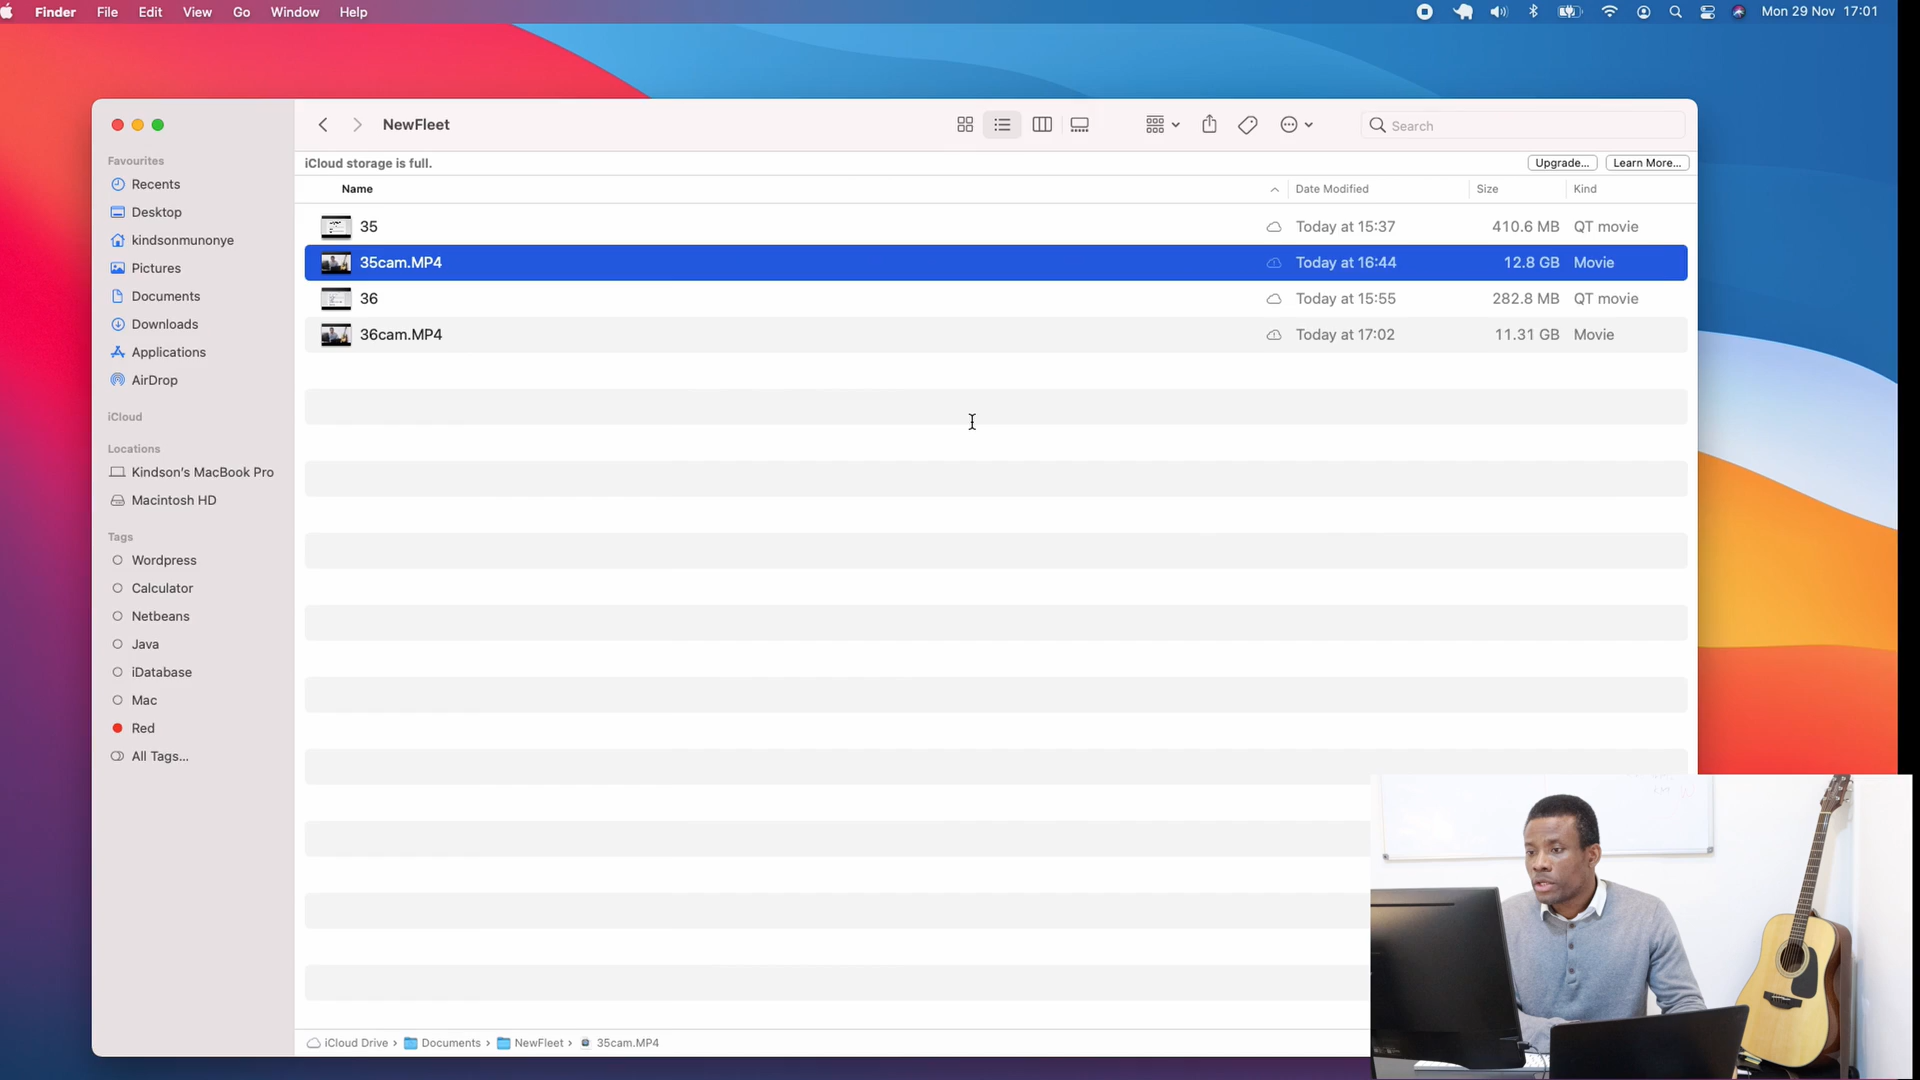 Finder File Edit View Go Window Help Mon 29 Nov 17:01
NewFleet
Search
iCloud storage is full. Upgrade... Learn More...
Name Date Modified Size Kind
35 Today at 15:37 410.6 MB QT movie
35cam.MP4 Today at 16:44 12.8 GB Movie
36 Today at 15:55 282.8 MB QT movie
36cam.MP4 Today at 17:02 11.31 GB Movie
Favourites
Recents
Desktop
kindsonmunonye
Pictures
Documents
Downloads
Applications
AirDrop
iCloud
Locations
Kindson's MacBook Pro
Macintosh HD
Tags
Wordpress
Calculator
Netbeans
Java
iDatabase
Mac
Red
All Tags...
iCloud Drive › Documents › NewFleet › 35cam.MP4